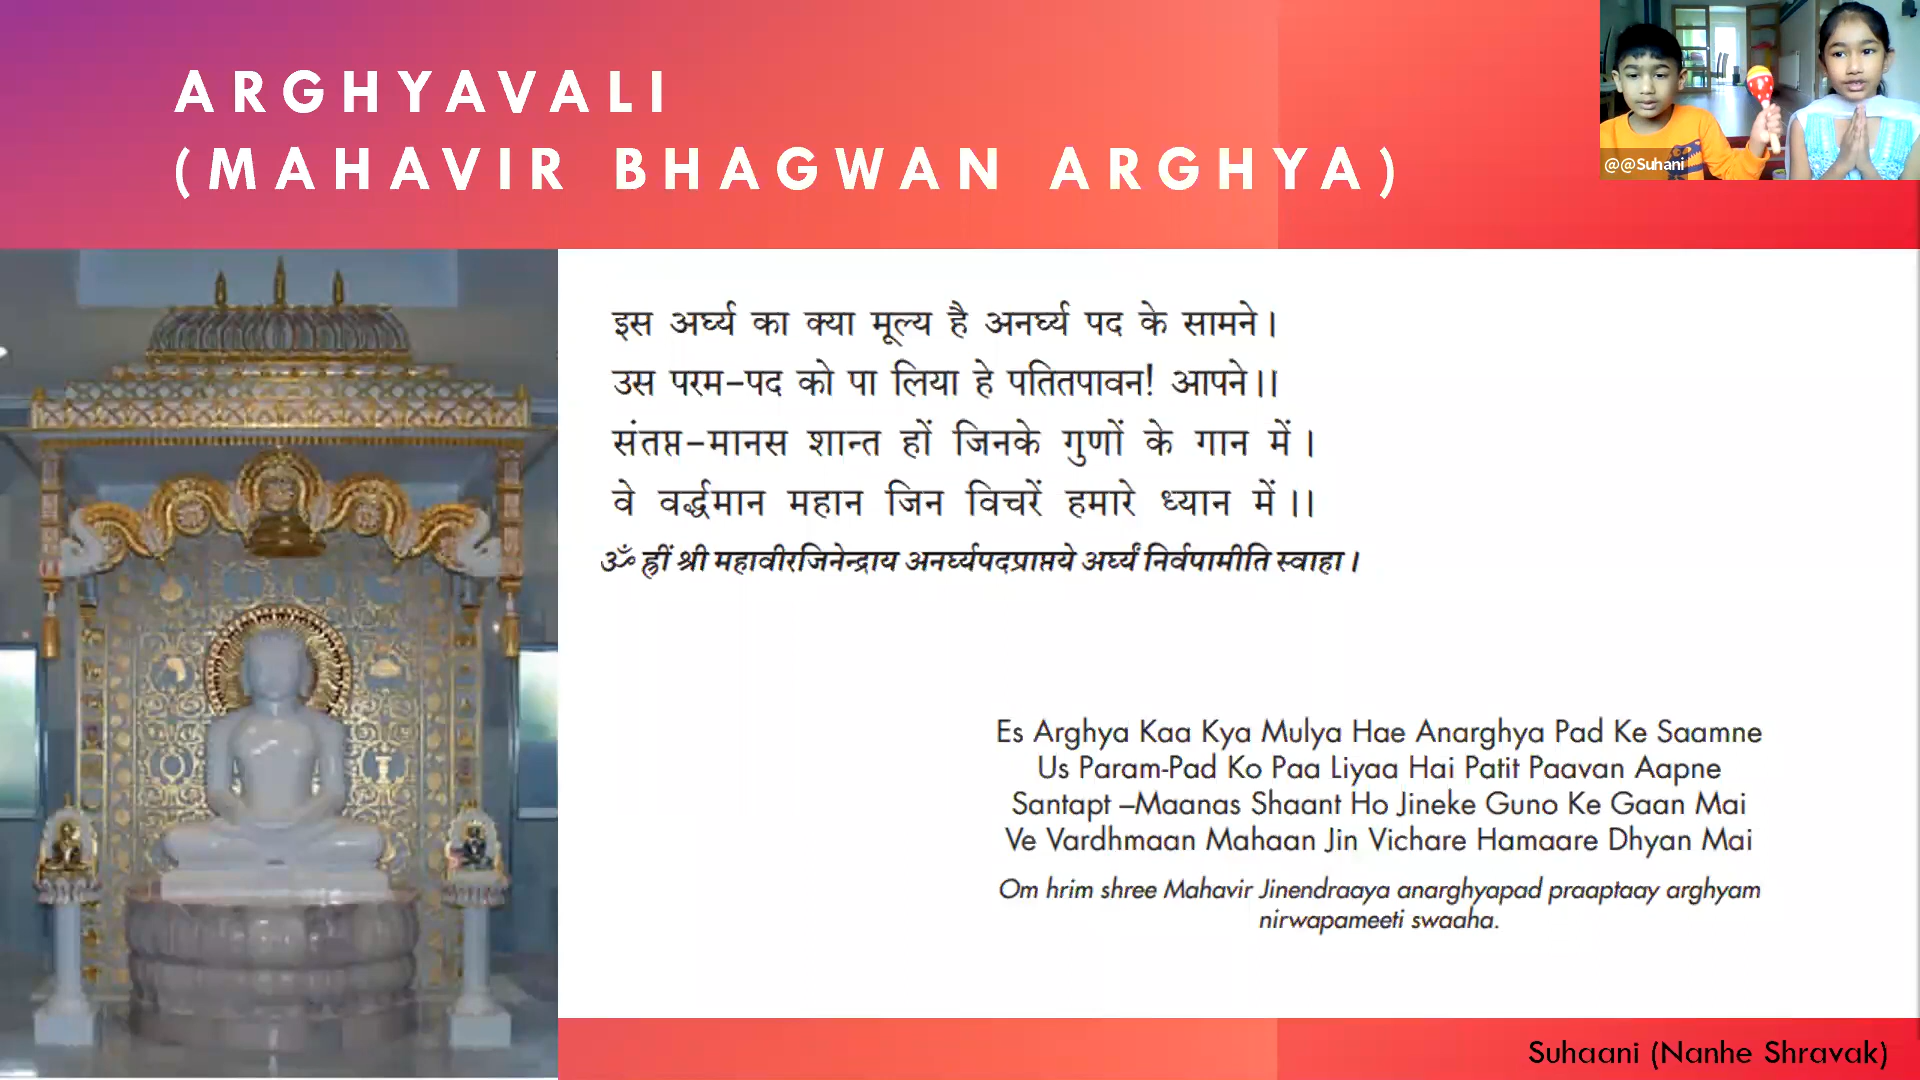 ARGHYAVALI
(MAHAVIR BHAGWAN ARGHYA)
@@Suhani
इस अर्घ्य का क्या मूल्य है अनर्घ्य पद के सामने।
उस परम-पद को पा लिया हे पतितपावन! आपने।।
संतप्त-मानस शान्त हों जिनके गुणों के गान में।
वे वर्द्धमान महान जिन विचरें हमारे ध्यान में।।
ॐ ह्रीं श्री महावीरजिनेन्द्राय अनर्घ्यपदप्राप्तये अर्घ्यं निर्वपामीति स्वाहा।
Es Arghya Kaa Kya Mulya Hae Anarghya Pad Ke Saamne
Us Param-Pad Ko Paa Liyaa Hai Patit Paavan Aapne
Santapt –Maanas Shaant Ho Jineke Guno Ke Gaan Mai
Ve Vardhmaan Mahaan Jin Vichare Hamaare Dhyan Mai
Om hrim shree Mahavir Jinendraaya anarghyapad praaptaay arghyam
nirwapameeti swaaha.
Suhaani (Nanhe Shravak)